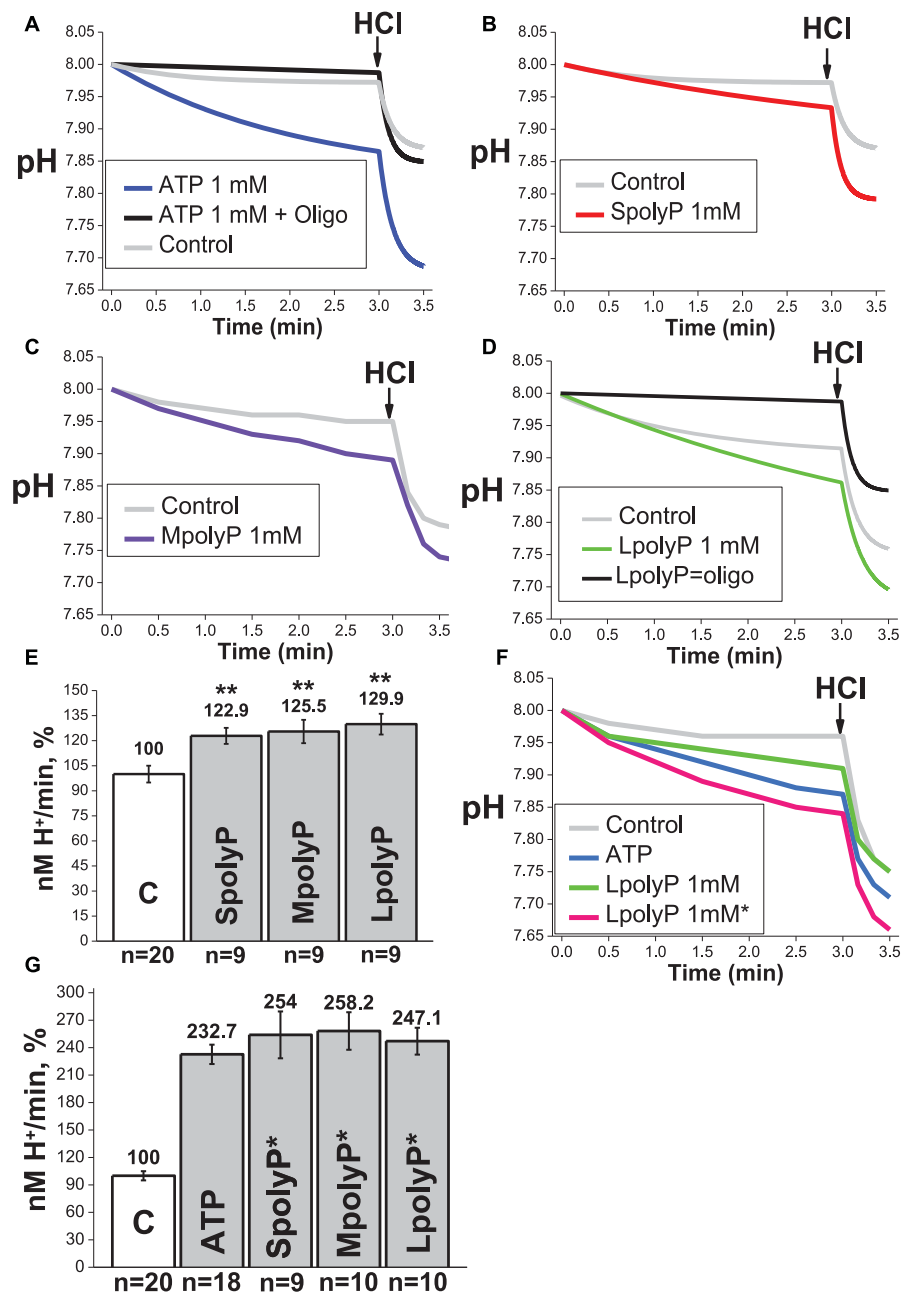 A
HCl
8.05
8.00
7.95
7.90
7.85
7.80
7.75
7.70
7.65
pH
ATP 1 mM
ATP 1 mM + Oligo
Control
0.0 0.5 1.0 1.5 2.0 2.5 3.0 3.5
Time (min)
B
HCl
8.05
8.00
7.95
7.90
7.85
7.80
7.75
7.70
7.65
pH
Control
SpolyP 1mM
0.0 0.5 1.0 1.5 2.0 2.5 3.0 3.5
Time (min)
C
HCl
8.05
8.00
7.95
7.90
7.85
7.80
7.75
7.70
7.65
pH
Control
MpolyP 1mM
0.0 0.5 1.0 1.5 2.0 2.5 3.0 3.5
Time (min)
D
HCl
8.05
8.00
7.95
7.90
7.85
7.80
7.75
7.70
7.65
pH
Control
LpolyP 1 mM
LpolyP=oligo
0.0 0.5 1.0 1.5 2.0 2.5 3.0 3.5
Time (min)
E
nM H⁺/min, %
150
135
120
105
90
75
60
45
30
15
0
** ** **
100 122.9 125.5 129.9
C SpolyP MpolyP LpolyP
n=20 n=9 n=9 n=9
F
HCl
8.05
8.00
7.95
7.90
7.85
7.80
7.75
7.70
7.65
pH
Control
ATP
LpolyP 1mM
LpolyP 1mM*
0.0 0.5 1.0 1.5 2.0 2.5 3.0 3.5
Time (min)
G
nM H⁺/min, %
300
270
240
210
180
150
120
90
60
30
0
100 232.7 254 258.2 247.1
C ATP SpolyP* MpolyP* LpolyP*
n=20 n=18 n=9 n=10 n=10